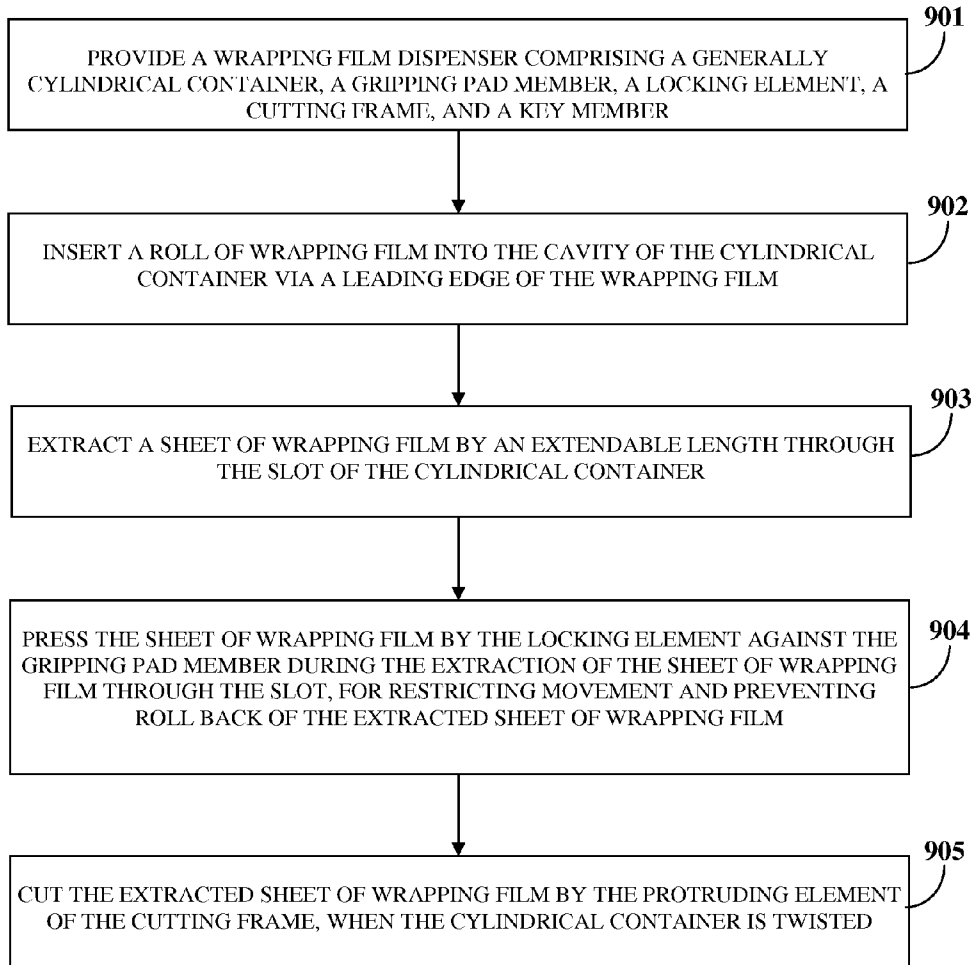 901
PROVIDE A WRAPPING FILM DISPENSER COMPRISING A GENERALLY
CYLINDRICAL CONTAINER, A GRIPPING PAD MEMBER, A LOCKING ELEMENT, A
CUTTING FRAME, AND A KEY MEMBER
902
INSERT A ROLL OF WRAPPING FILM INTO THE CAVITY OF THE CYLINDRICAL
CONTAINER VIA A LEADING EDGE OF THE WRAPPING FILM
903
EXTRACT A SHEET OF WRAPPING FILM BY AN EXTENDABLE LENGTH THROUGH
THE SLOT OF THE CYLINDRICAL CONTAINER
904
PRESS THE SHEET OF WRAPPING FILM BY THE LOCKING ELEMENT AGAINST THE
GRIPPING PAD MEMBER DURING THE EXTRACTION OF THE SHEET OF WRAPPING
FILM THROUGH THE SLOT, FOR RESTRICTING MOVEMENT AND PREVENTING
ROLL BACK OF THE EXTRACTED SHEET OF WRAPPING FILM
905
CUT THE EXTRACTED SHEET OF WRAPPING FILM BY THE PROTRUDING ELEMENT
OF THE CUTTING FRAME, WHEN THE CYLINDRICAL CONTAINER IS TWISTED